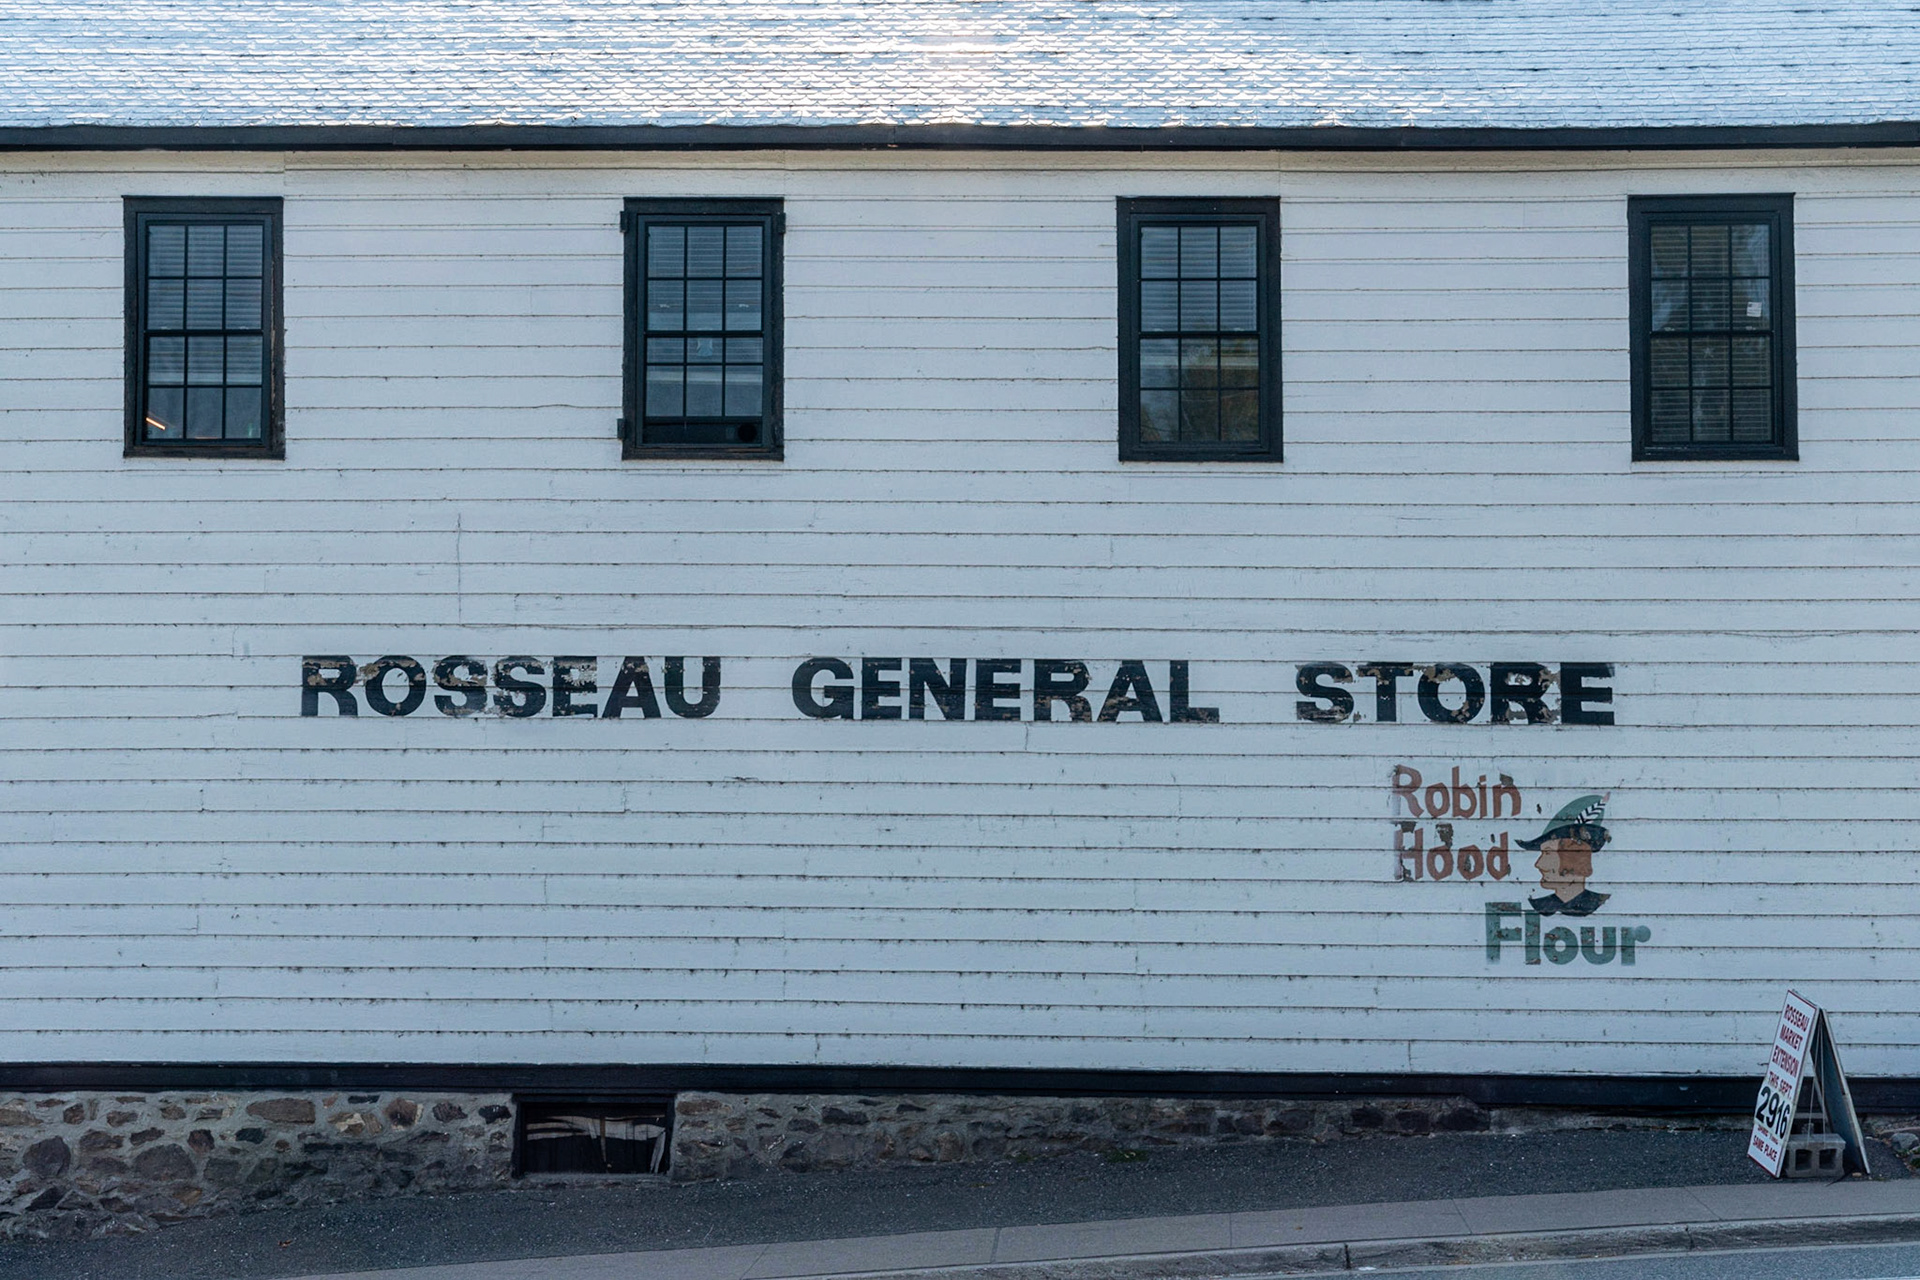 ROSSEAU GENERAL STORE
Robin
Hood
Flour
ROSSEAU
MARKET
EXTENSION
THIS SEPT.
2916
SAME PLACE